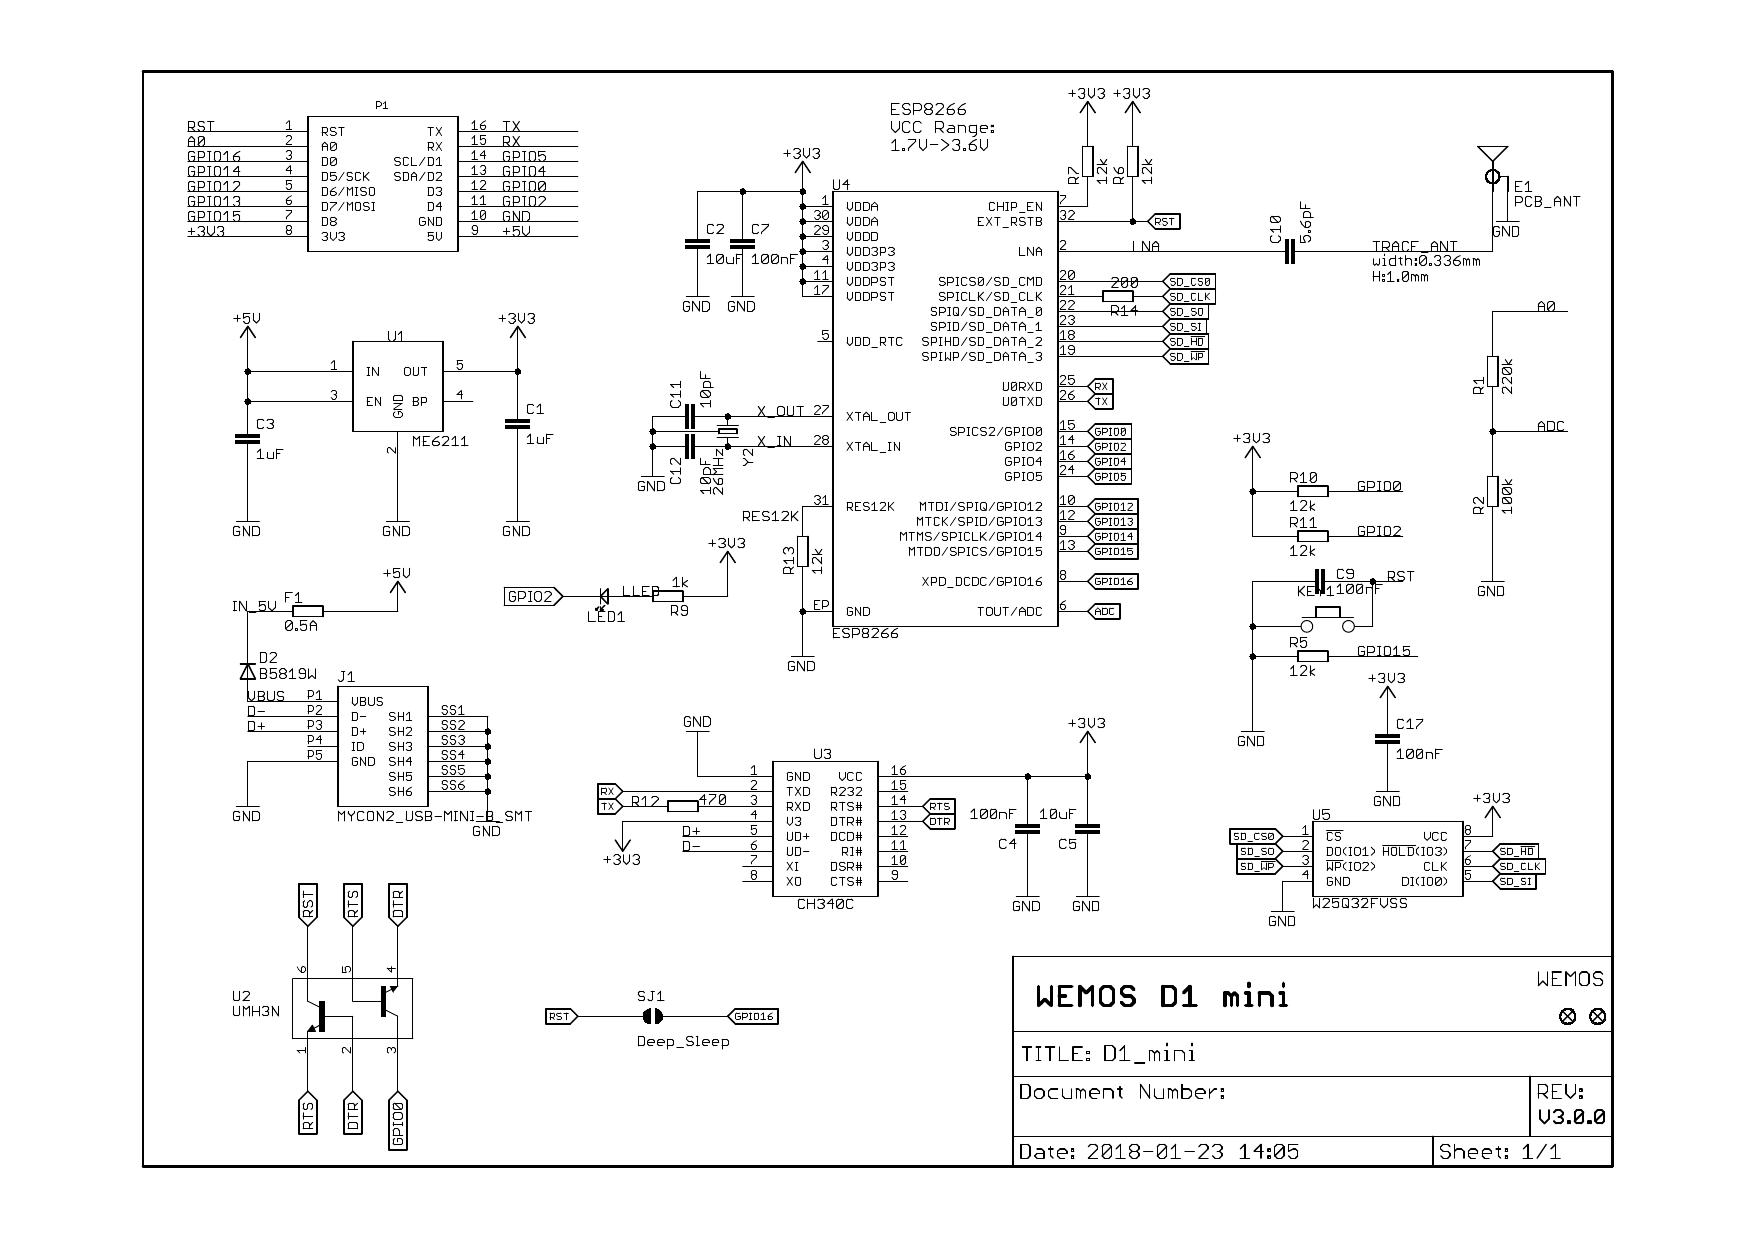 P1
RST 1 RST TX 16 TX
A0 2 A0 RX 15 RX
GPIO16 3 D0 SCL/D1 14 GPIO5
GPIO14 4 D5/SCK SDA/D2 13 GPIO4
GPIO12 5 D6/MISO D3 12 GPIO0
GPIO13 6 D7/MOSI D4 11 GPIO2
GPIO15 7 D8 GND 10 GND
+3V3 8 3V3 5V 9 +5V
+5V
U1
+3V3
1 IN OUT 5
3 EN GND BP 4
2
ME6211
C3
1uF
C1
1uF
GND
GND
GND
+5V
IN_5V
F1
0.5A
D2
B5819W
J1
VBUS P1 VBUS
D- P2 D- SH1 SS1
D+ P3 D+ SH2 SS2
P4 ID SH3 SS3
P5 GND SH4 SS4
SH5 SS5
SH6 SS6
GND
MYCON2_USB-MINI-B_SMT
GND
RST
RTS
DTR
6
5
4
U2
UMH3N
1
2
3
RTS
DTR
GPIO0
ESP8266
VCC Range:
1.7V->3.6V
+3V3
+3V3
+3V3
R7
12k
R6
12k
U4
C2
10uF
C7
100nF
GND
GND
1 VDDA
30 VDDA
29 VDDD
3 VDD3P3
4 VDD3P3
11 VDDPST
17 VDDPST
5 VDD_RTC
X_OUT 27 XTAL_OUT
X_IN 28 XTAL_IN
31 RES12K
EP GND
CHIP_EN 7
EXT_RSTB 32 RST
LNA 2 LNA
SPICS0/SD_CMD 20 SD_CS0
SPICLK/SD_CLK 21 200 R14 SD_CLK
SPIQ/SD_DATA_0 22 SD_SO
SPID/SD_DATA_1 23 SD_SI
SPIHD/SD_DATA_2 18 SD_HD
SPIWP/SD_DATA_3 19 SD_WP
U0RXD 25 RX
U0TXD 26 TX
SPICS2/GPIO0 15 GPIO0
GPIO2 14 GPIO2
GPIO4 16 GPIO4
GPIO5 24 GPIO5
MTDI/SPIQ/GPIO12 10 GPIO12
MTCK/SPID/GPIO13 12 GPIO13
MTMS/SPICLK/GPIO14 9 GPIO14
MTDO/SPICS/GPIO15 13 GPIO15
XPD_DCDC/GPIO16 8 GPIO16
TOUT/ADC 6 ADC
ESP8266
C11
10pF
C12
10pF
26MHz
Y2
GND
RES12K
R13
12k
GND
GPIO2
LED1
LLED
1k
R9
+3V3
C10
5.6pF
E1
PCB_ANT
GND
TRACE_ANT
width:0.336mm
H:1.0mm
A0
R1
220k
ADC
R2
100k
GND
+3V3
R10
12k
GPIO0
R11
12k
GPIO2
C9
100nF
RST
KEY1
R5
12k
GPIO15
GND
+3V3
C17
100nF
GND
GND
U3
+3V3
1 GND VCC 16
RX 2 TXD R232 15
TX R12 470 3 RXD RTS# 14 RTS
+3V3 4 V3 DTR# 13 DTR
D+ 5 UD+ DCD# 12
D- 6 UD- RI# 11
7 XI DSR# 10
8 XO CTS# 9
CH340C
100nF
C4
10uF
C5
GND
GND
U5
+3V3
SD_CS0 1 CS VCC 8
SD_SO 2 DO(IO1) HOLD(IO3) 7 SD_HD
SD_WP 3 WP(IO2) CLK 6 SD_CLK
4 GND DI(IO0) 5 SD_SI
W25Q32FVSS
GND
SJ1
RST
GPIO16
Deep_Sleep
WEMOS D1 mini
WEMOS
TITLE: D1_mini
Document Number:
REV:
V3.0.0
Date: 2018-01-23 14:05
Sheet: 1/1